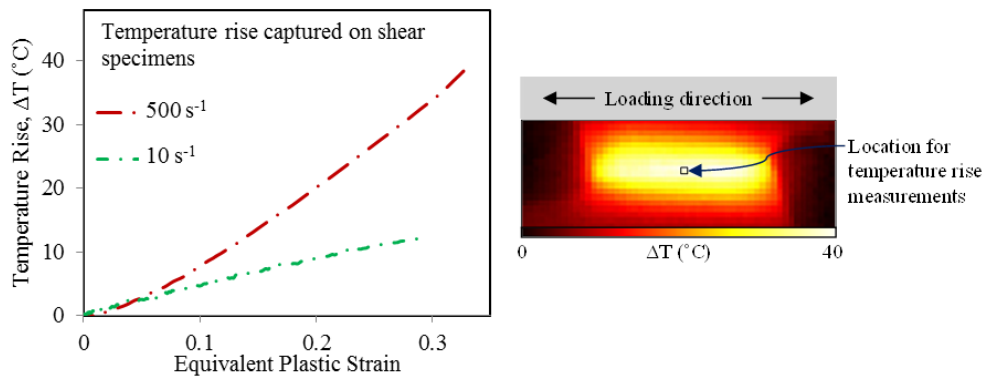 Temperature rise captured on shear
specimens
500 s⁻¹
10 s⁻¹
Temperature Rise, ΔT (˚C)
40
30
20
10
0
0
0.1
0.2
0.3
Equivalent Plastic Strain
Loading direction
Location for
temperature rise
measurements
0
ΔT (˚C)
40